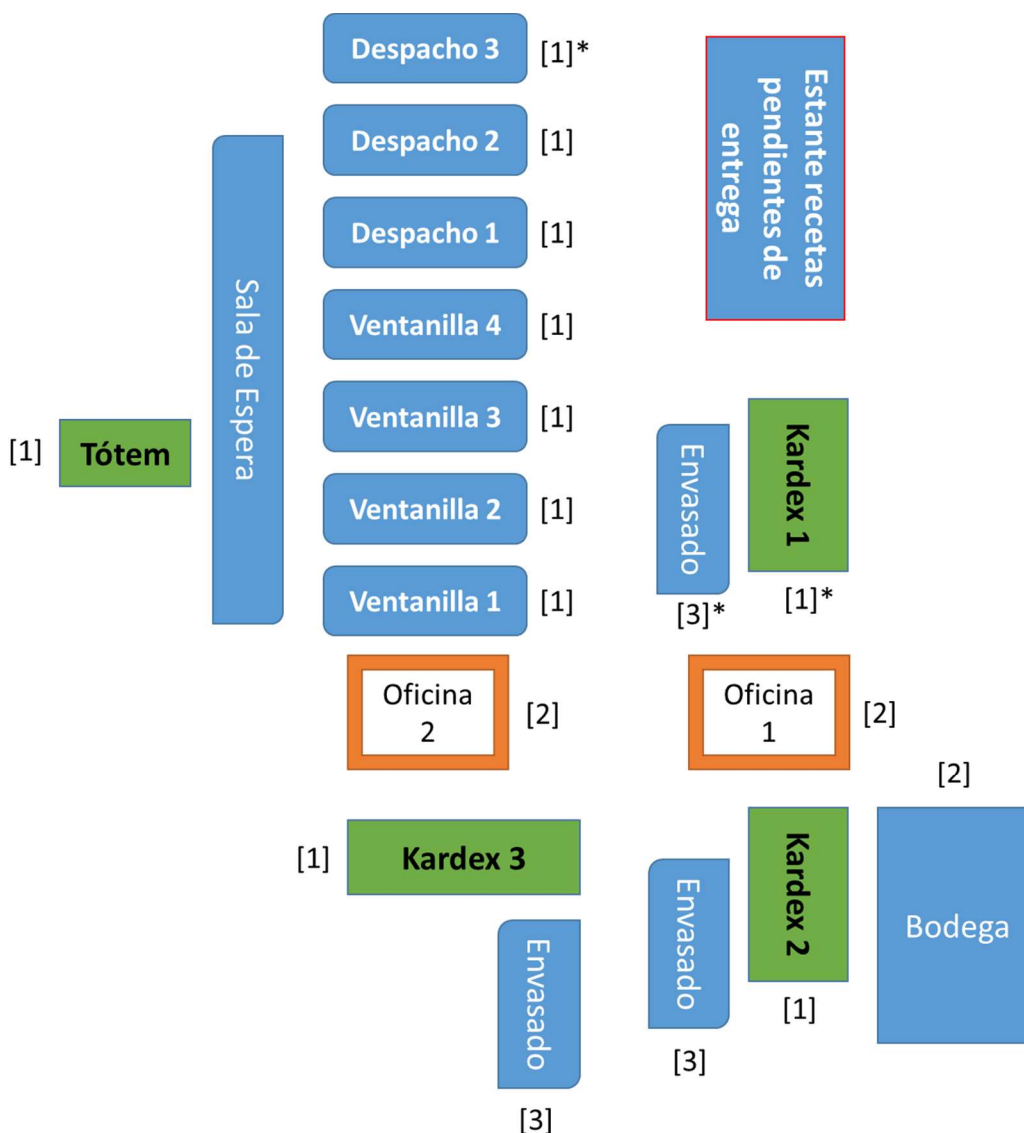 Despacho 3 [1]*
Despacho 2 [1]
Despacho 1 [1]
Ventanilla 4 [1]
Ventanilla 3 [1]
Ventanilla 2 [1]
Ventanilla 1 [1]
Estante recetas
pendientes de
entrega
Sala de Espera
[1] Tótem
Envasado
[3]*
Kardex 1
[1]*
Oficina
2
[2]
Oficina
1
[2]
[2]
Bodega
[1] Kardex 3
Envasado
[3]
Envasado
[3]
Kardex 2
[1]